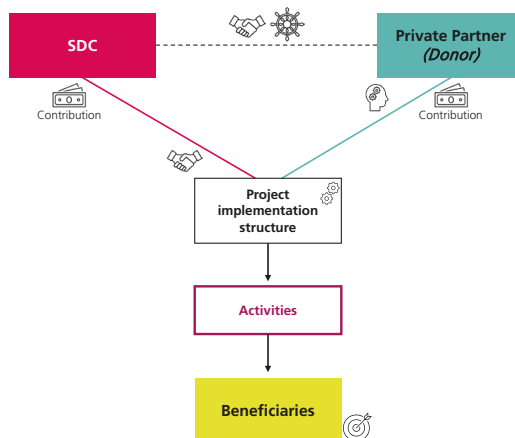 SDC
Private Partner
(Donor)
Contribution
Contribution
Project
implementation
structure
Activities
Beneficiaries